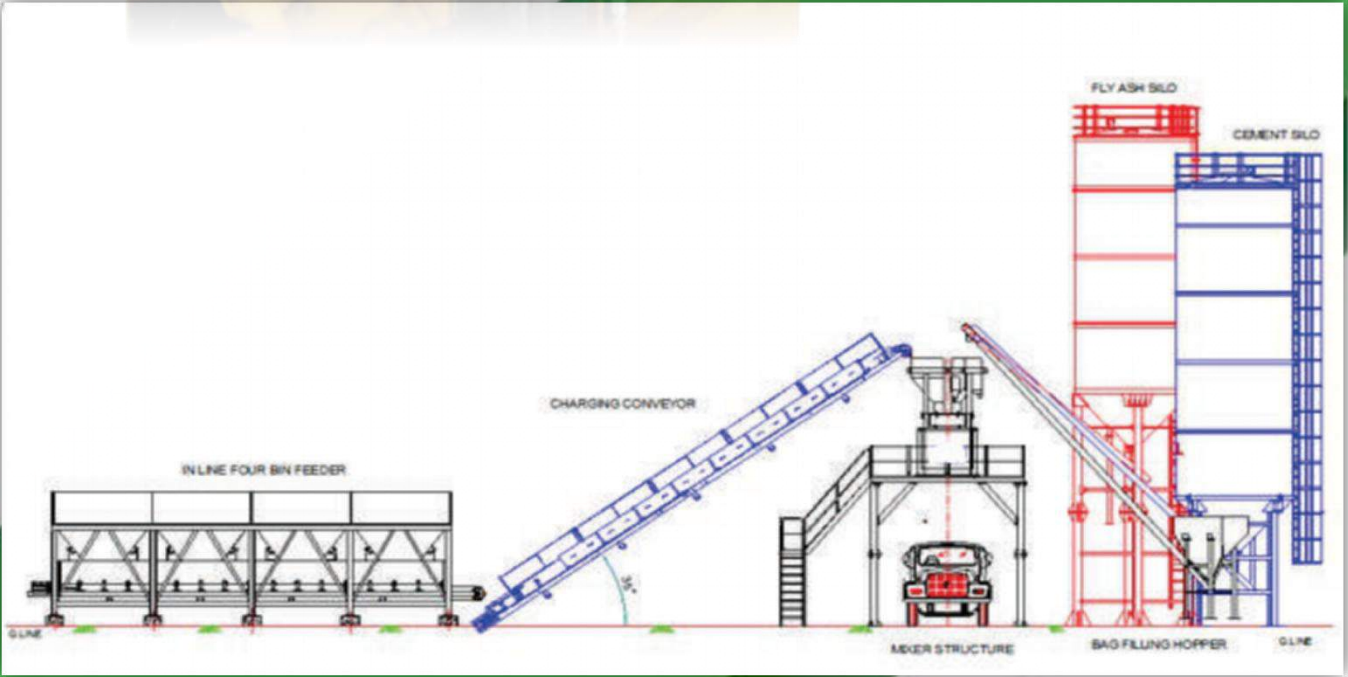 FLY ASH SILO
CEMENT SILO
CHARGING CONVEYOR
IN LINE FOUR BIN FEEDER
35°
G.LINE
MIXER STRUCTURE
BAG FILLING HOPPER
G.LINE